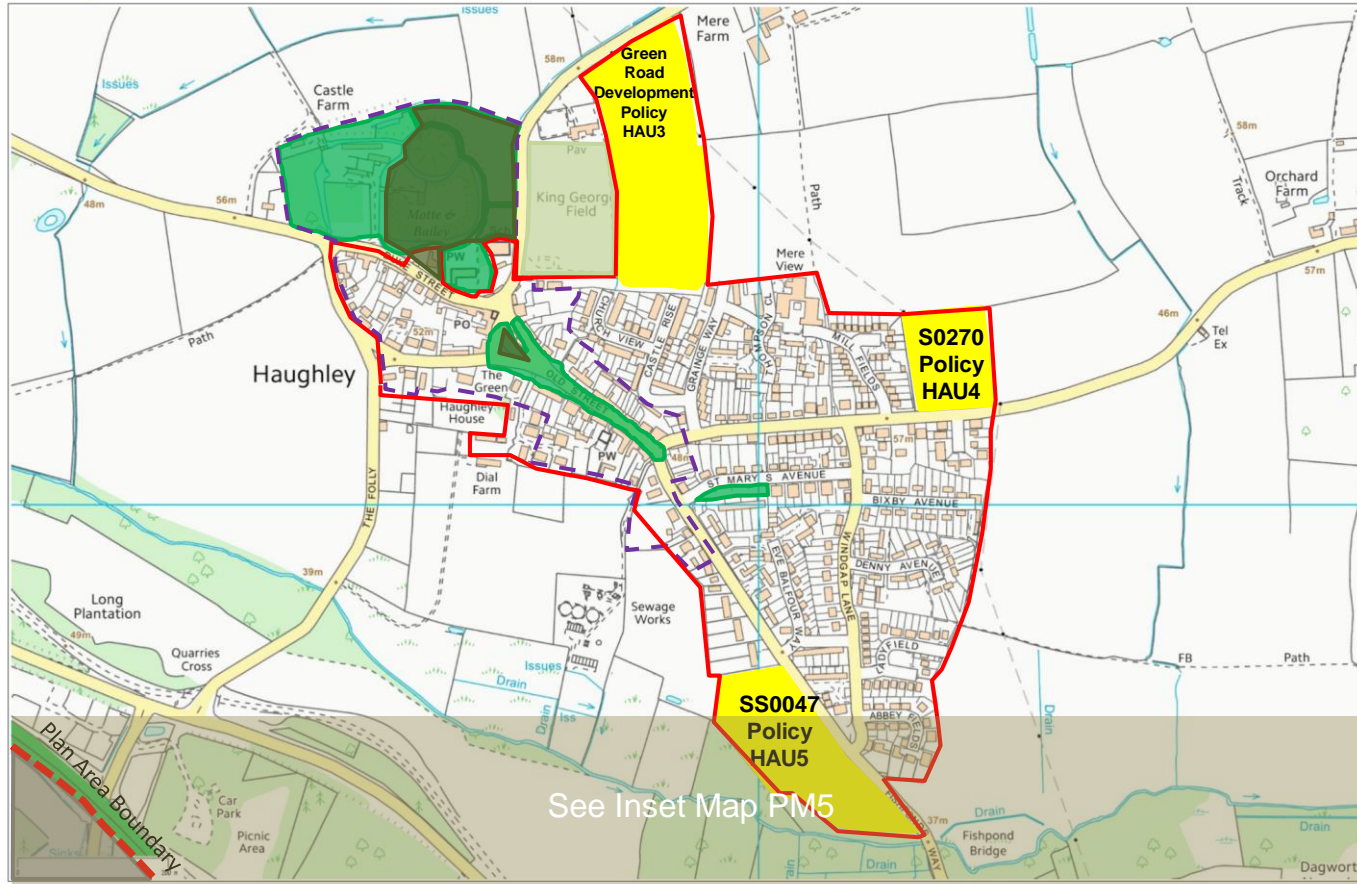 Issues
Mere
Farm
58m
Green
Road
Development
Policy
HAU3
Issues
Castle
Farm
58m
Pav
Orchard
Farm
Track
48m
56m
Motte &
Bailey
King George
Field
Path
57m
PW
STREET
Mere
View
46m
S0270
Policy
HAU4
Tel
Ex
Path
PO
52m
CHURCH
VIEW
CASTLE RISE
GRAINGE WAY
MILL FIELDS
Haughley
The
Green
OLD STREET
Haughley
House
57m
PW
48m
Dial
Farm
ST MARY'S AVENUE
BIXBY AVENUE
THE FOLLY
WINDGAP LANE
EVE BALFOUR WAY
DENNY AVENUE
39m
Long
Plantation
Sewage
Works
49m
Quarries
Cross
Issues
Drain
Drain
Iss
FB
Path
SS0047
Policy
HAU5
ABBEY FIELDS
Drain
Plan Area Boundary
See Inset Map PM5
Car
Park
Picnic
Area
Sinks
37m
WAY
Drain
Fishpond
Bridge
Drain
Drain
Drain
Dagwort